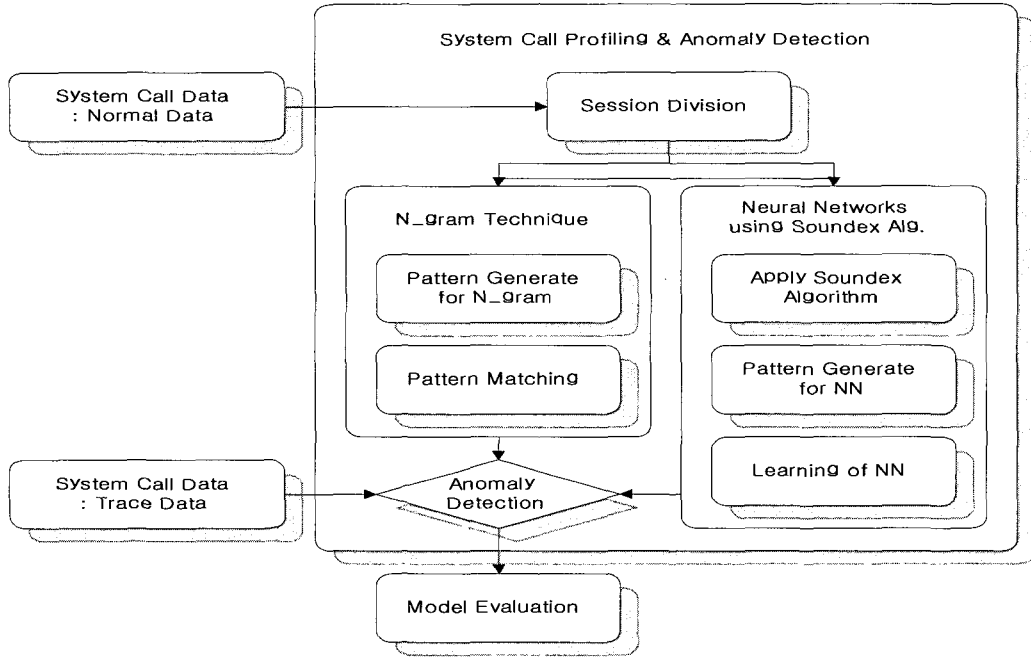 System Call Profiling & Anomaly Detection
System Call Data
: Normal Data
Session Division
N_gram Technique
Pattern Generate
for N_gram
Pattern Matching
Neural Networks
using Soundex Alg.
Apply Soundex
Algorithm
Pattern Generate
for NN
Learning of NN
System Call Data
: Trace Data
Anomaly
Detection
Model Evaluation